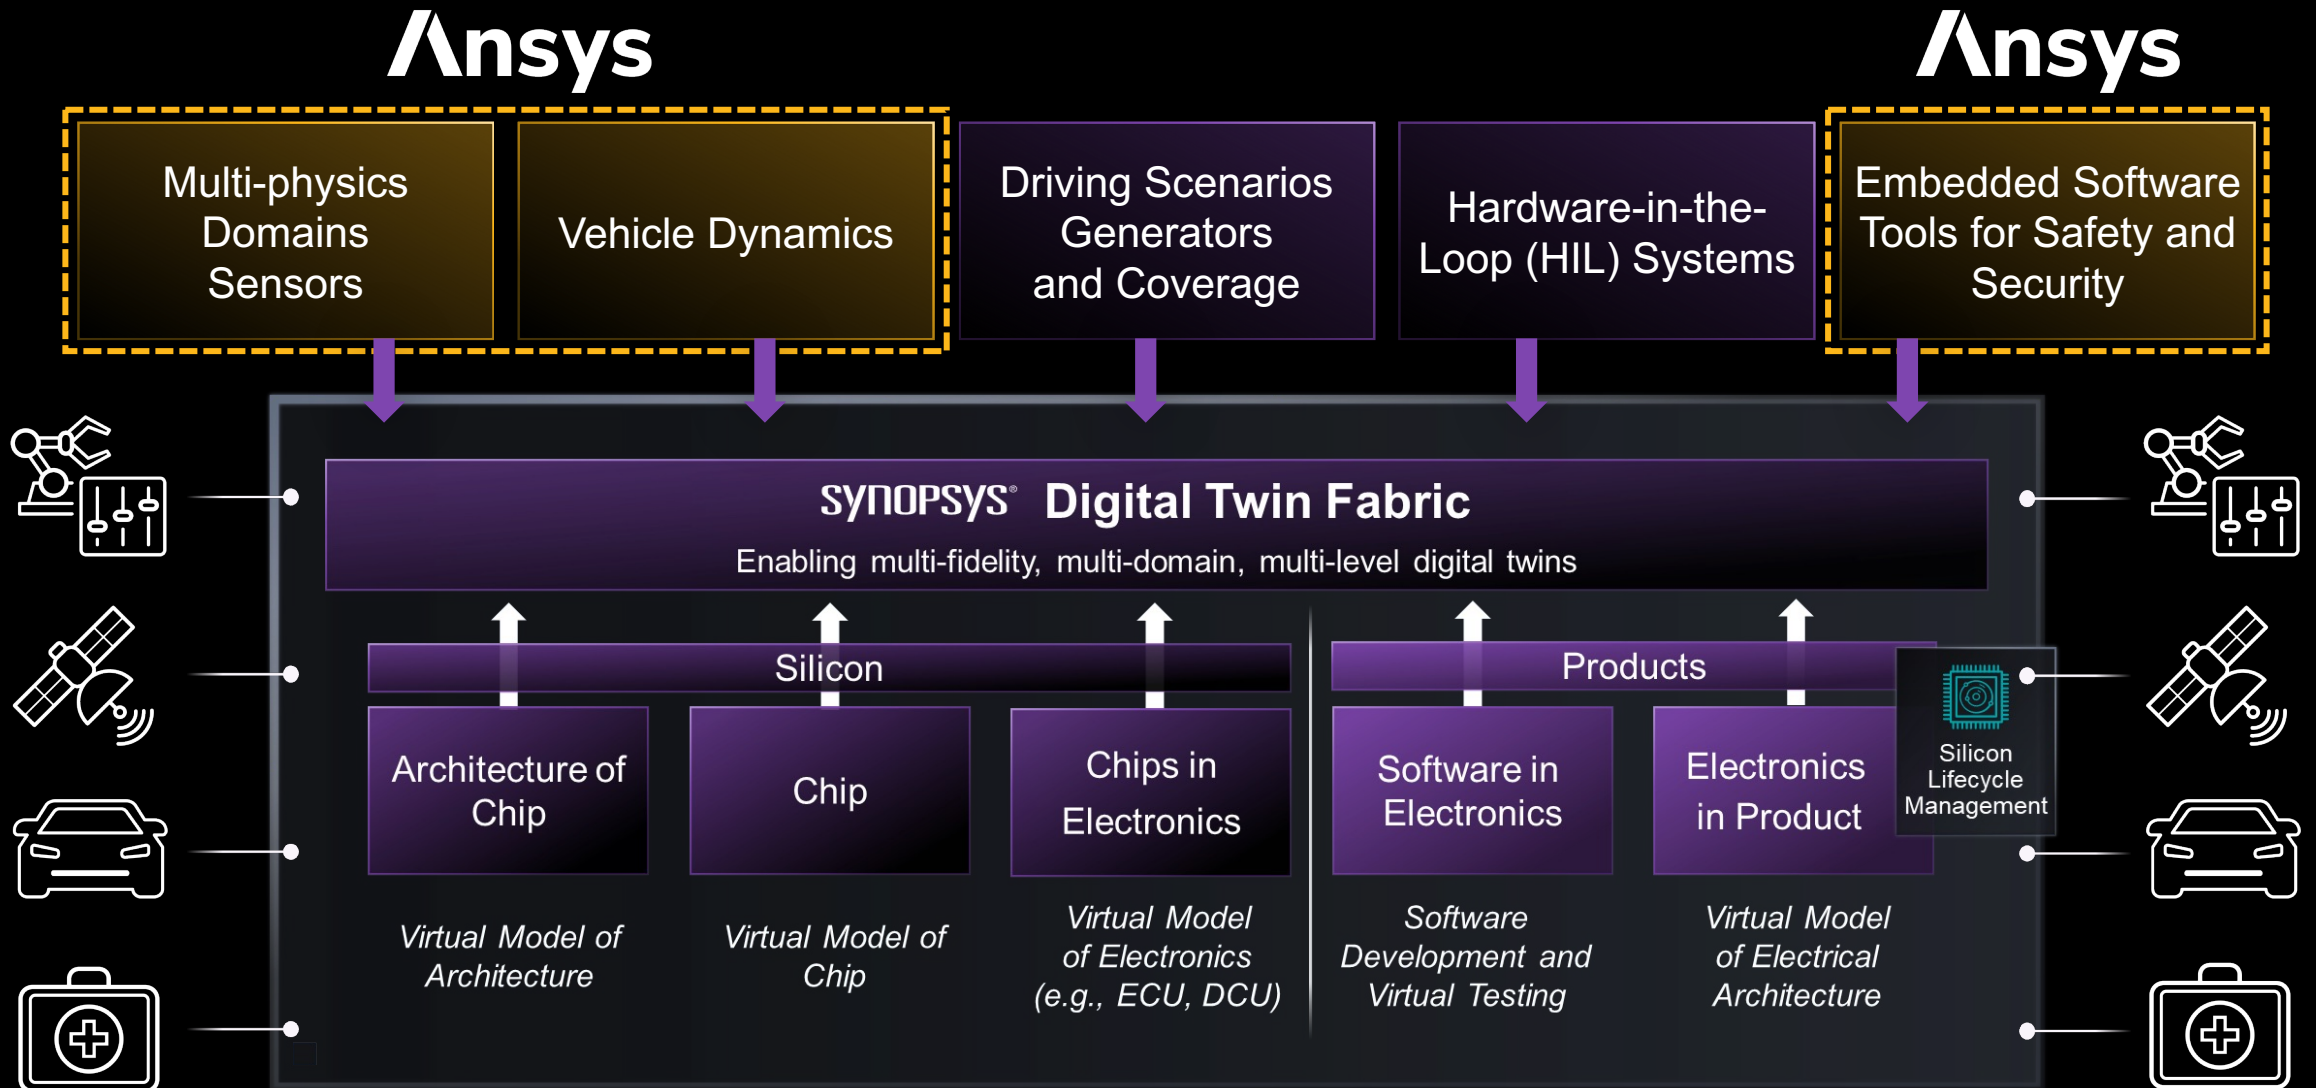 Ansys
Ansys
Multi-physics
Domains
Sensors
Vehicle Dynamics
Driving Scenarios
Generators
and Coverage
Hardware-in-the-
Loop (HIL) Systems
Embedded Software
Tools for Safety and
Security
SYNOPSYS® Digital Twin Fabric
Enabling multi-fidelity, multi-domain, multi-level digital twins
Silicon
Products
Architecture of
Chip
Chip
Chips in
Electronics
Software in
Electronics
Electronics
in Product
Silicon
Lifecycle
Management
Virtual Model of
Architecture
Virtual Model of
Chip
Virtual Model
of Electronics
(e.g., ECU, DCU)
Software
Development and
Virtual Testing
Virtual Model
of Electrical
Architecture